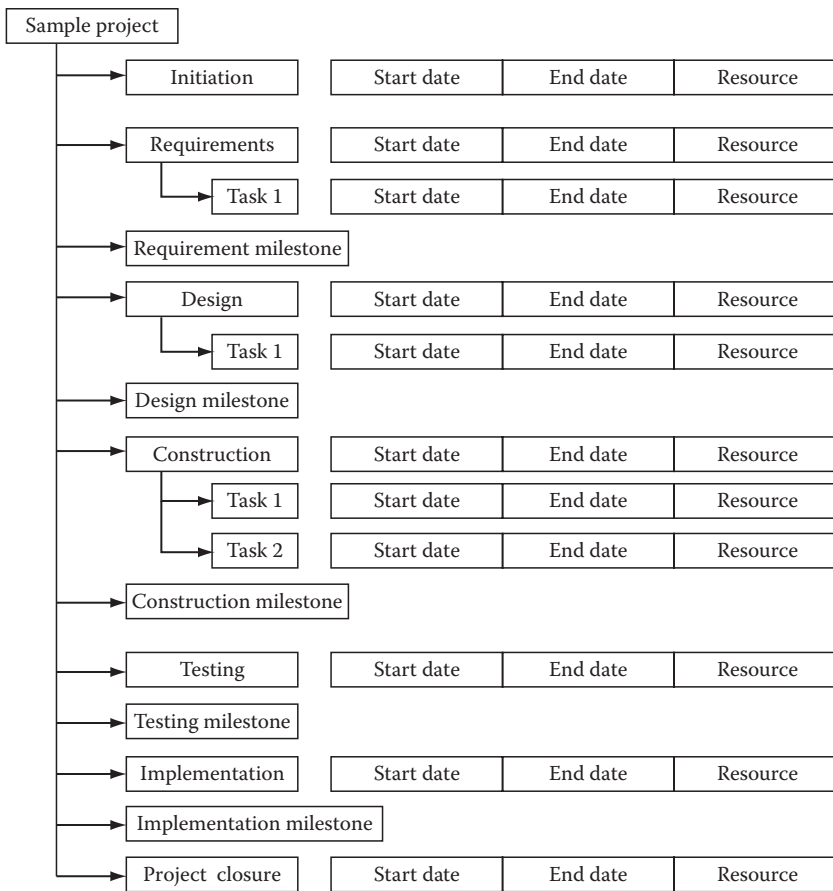 Sample project
Initiation Start date End date Resource
Requirements Start date End date Resource
Task 1 Start date End date Resource
Requirement milestone
Design Start date End date Resource
Task 1 Start date End date Resource
Design milestone
Construction Start date End date Resource
Task 1 Start date End date Resource
Task 2 Start date End date Resource
Construction milestone
Testing Start date End date Resource
Testing milestone
Implementation Start date End date Resource
Implementation milestone
Project closure Start date End date Resource